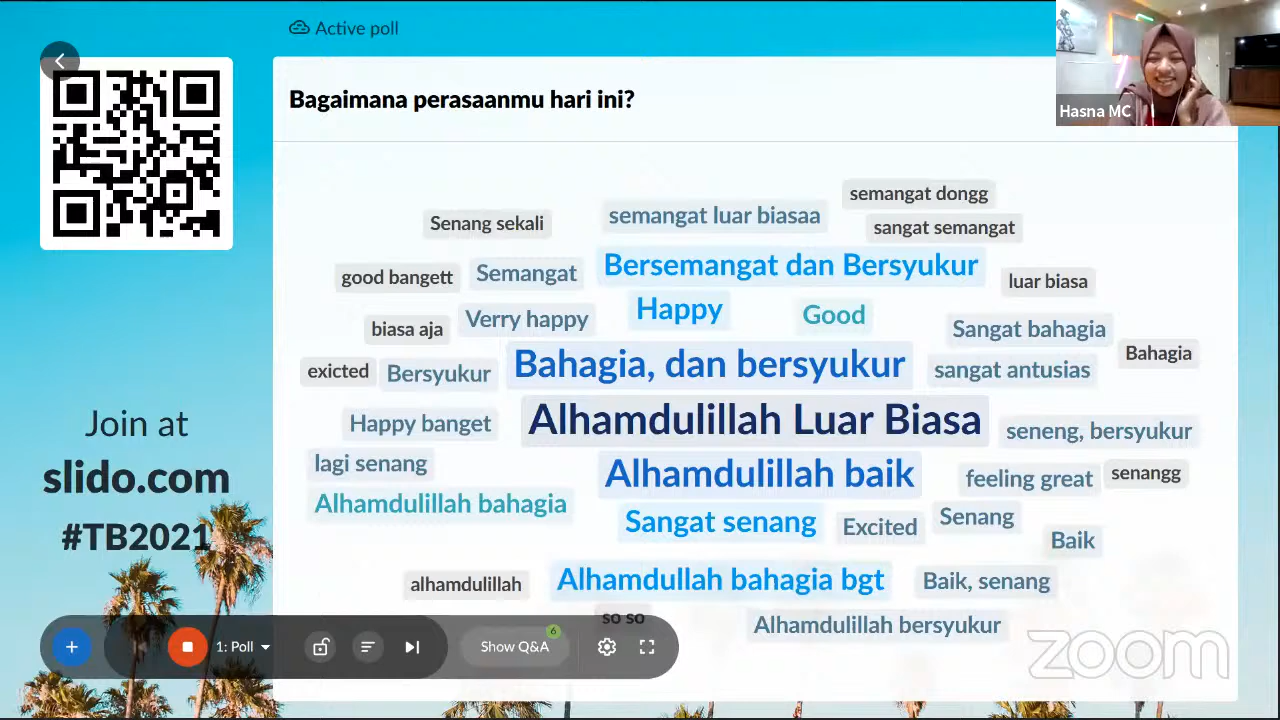 Active poll
Hasna MC
Bagaimana perasaanmu hari ini?
semangat dongg
Senang sekali
semangat luar biasaa
sangat semangat
good bangett
Semangat
Bersemangat dan Bersyukur
luar biasa
biasa aja
Verry happy
Happy
Good
Sangat bahagia
Bahagia
exicted
Bersyukur
Bahagia, dan bersyukur
sangat antusias
Happy banget
Alhamdulillah Luar Biasa
seneng, bersyukur
lagi senang
Alhamdulillah baik
feeling great
senangg
Alhamdulillah bahagia
Sangat senang
Excited
Senang
Baik
alhamdulillah
Alhamdullah bahagia bgt
Baik, senang
so so
Alhamdulillah bersyukur
Join at
slido.com
#TB2021
1: Poll
Show Q&A
6
zoom